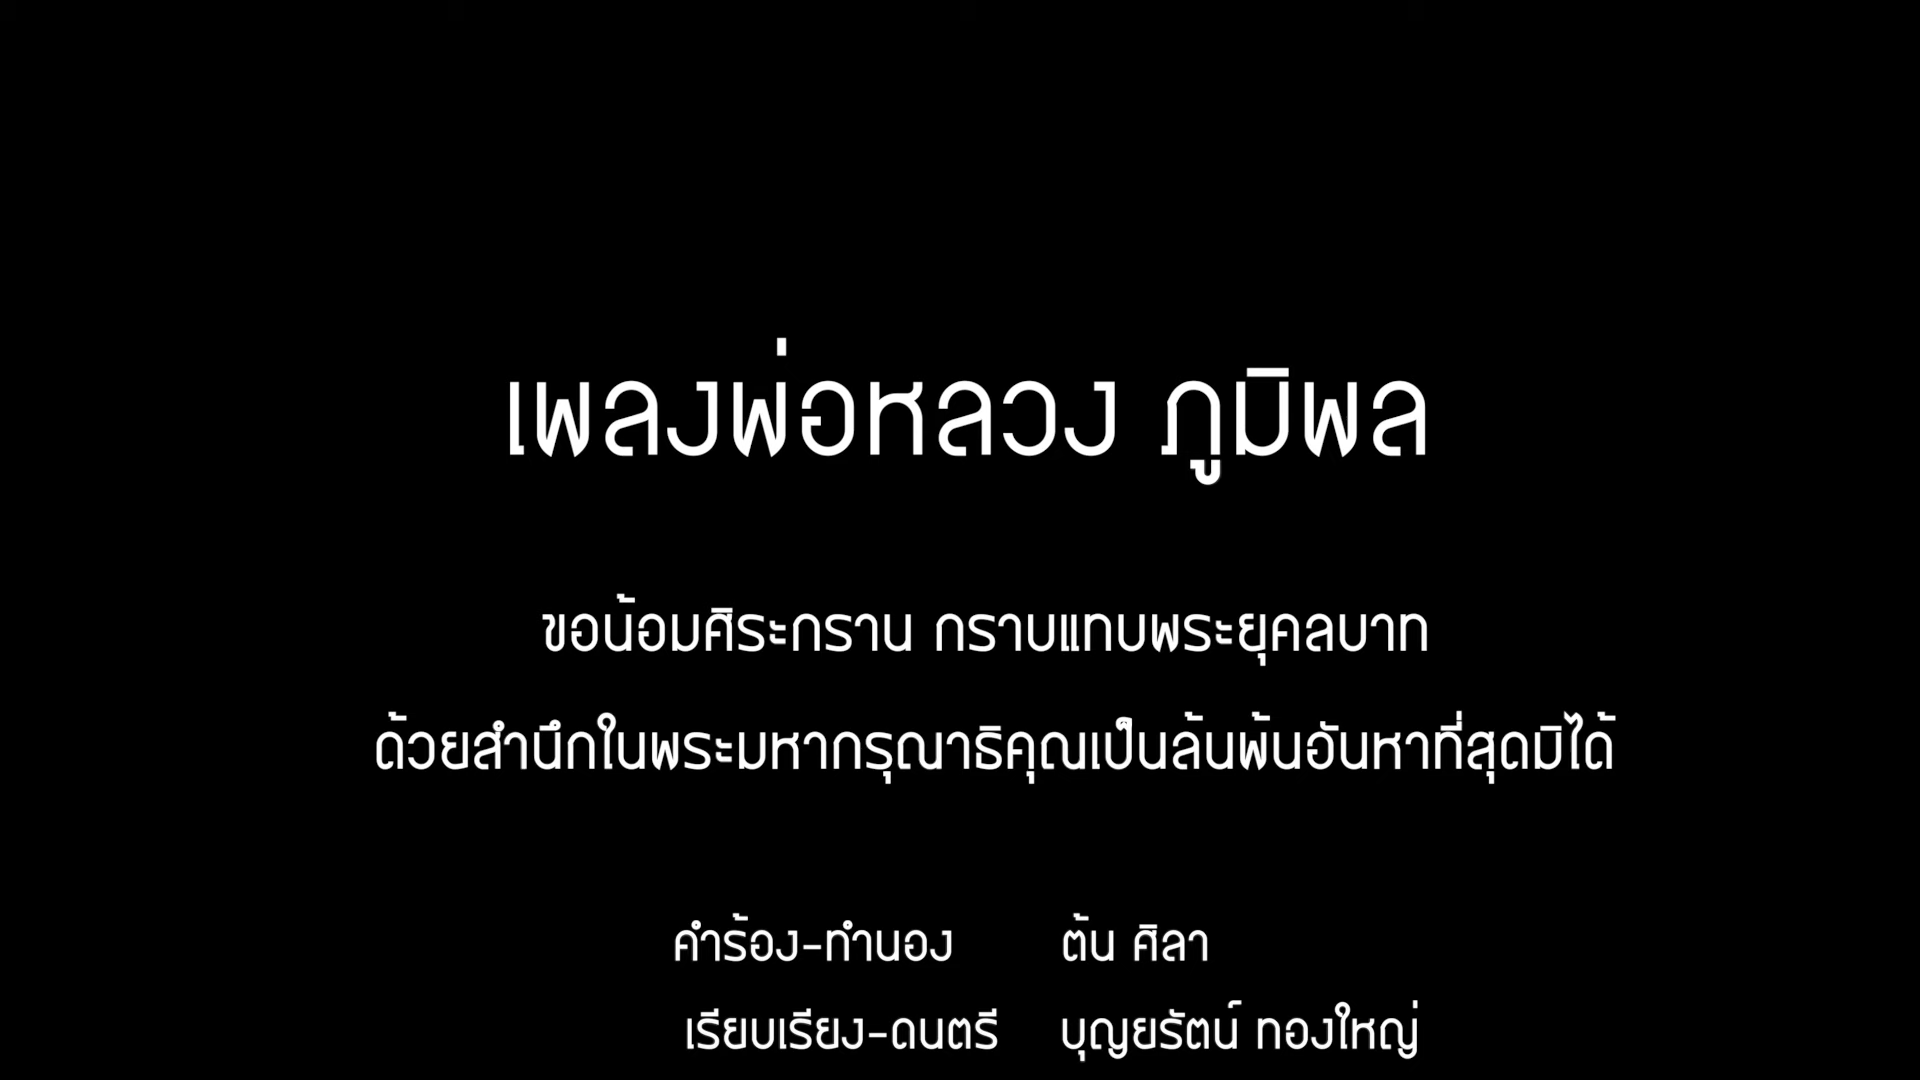 เพลงพ่อหลวง ภูมิพล
ขอน้อมศิระกราน กราบแทบพระยุคลบาท
ด้วยสำนึกในพระมหากรุณาธิคุณเป็นล้นพ้นอันหาที่สุดมิได้
คำร้อง-ทำนอง ต้น ศิลา
เรียบเรียง-ดนตรี บุญยรัตน์ ทองใหญ่